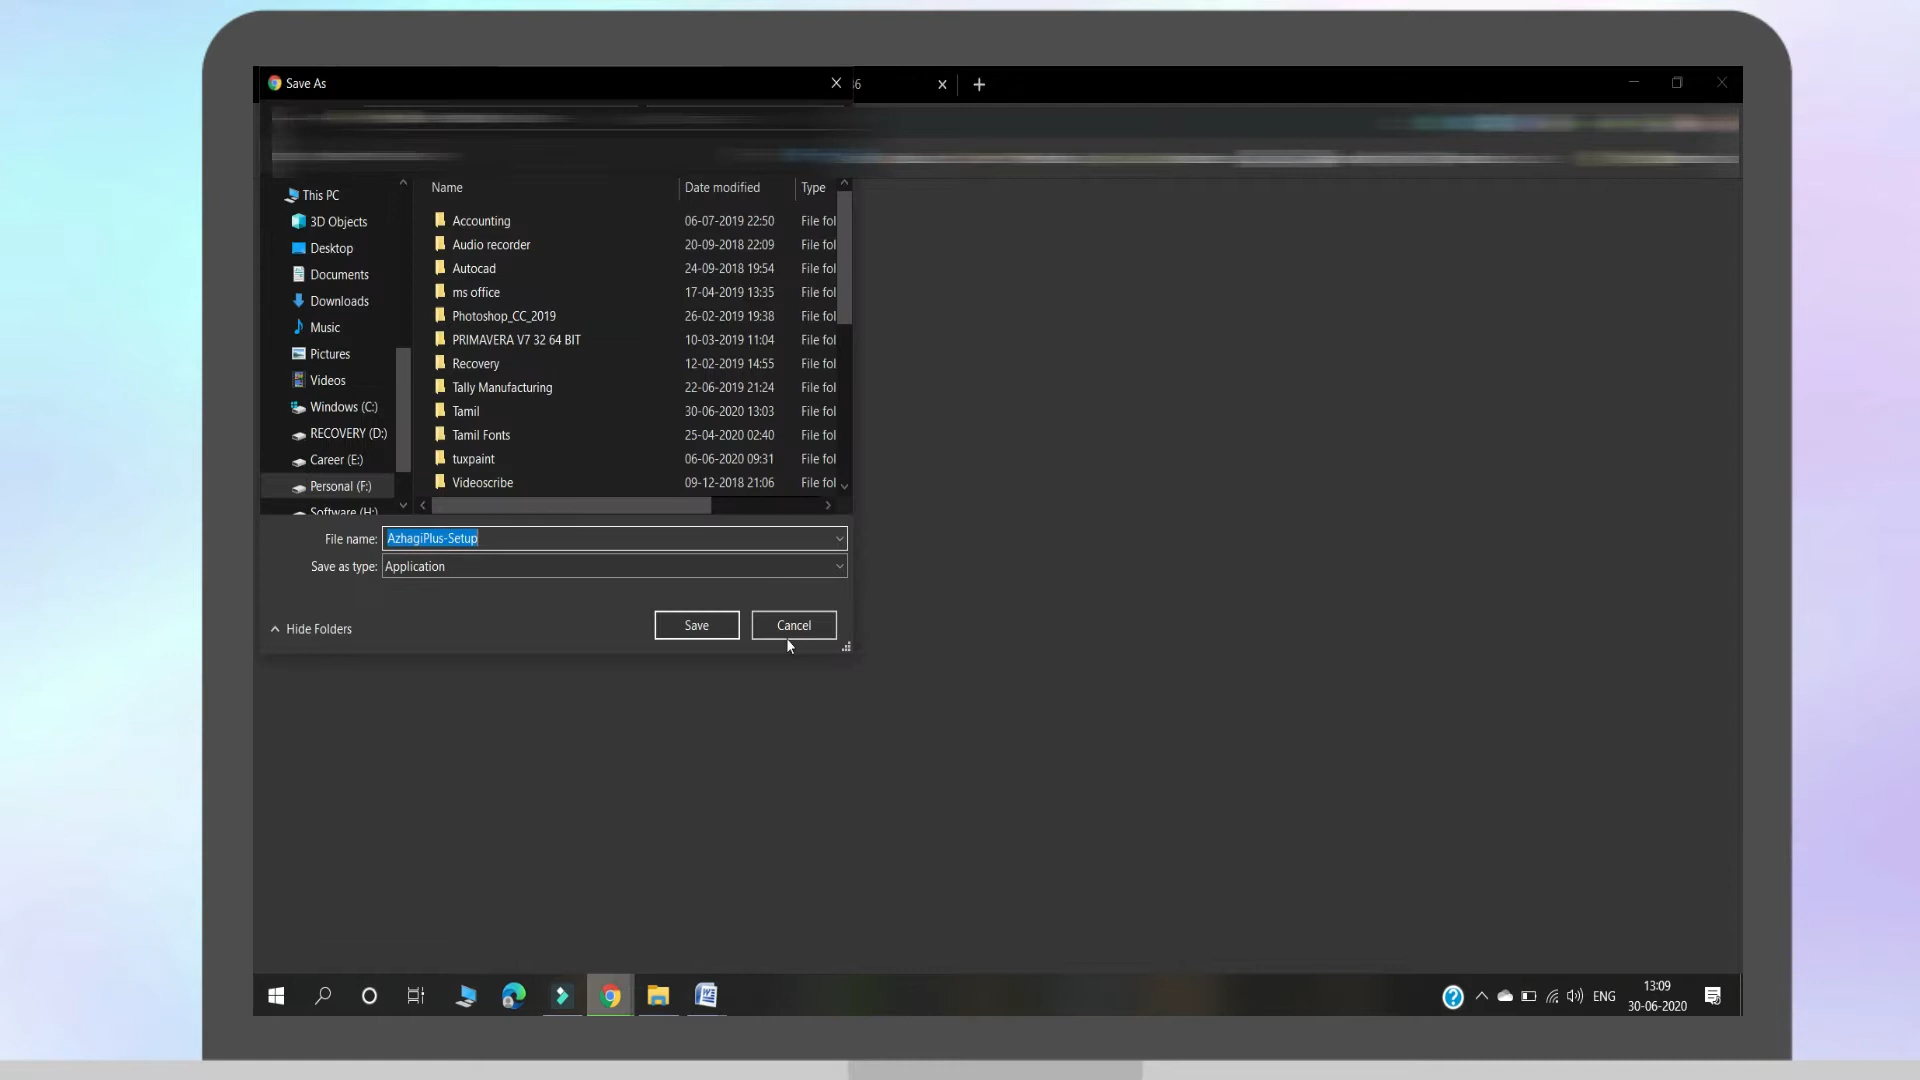 Save As
6
Name Date modified Type
This PC
3D Objects
Desktop
Documents
Downloads
Music
Pictures
Videos
Windows (C:)
RECOVERY (D:)
Career (E:)
Personal (F:)
Software (H:)
Accounting 06-07-2019 22:50 File fol
Audio recorder 20-09-2018 22:09 File fol
Autocad 24-09-2018 19:54 File fol
ms office 17-04-2019 13:35 File fol
Photoshop_CC_2019 26-02-2019 19:38 File fol
PRIMAVERA V7 32 64 BIT 10-03-2019 11:04 File fol
Recovery 12-02-2019 14:55 File fol
Tally Manufacturing 22-06-2019 21:24 File fol
Tamil 30-06-2020 13:03 File fol
Tamil Fonts 25-04-2020 02:40 File fol
tuxpaint 06-06-2020 09:31 File fol
Videoscribe 09-12-2018 21:06 File fol
File name: AzhagiPlus-Setup
Save as type: Application
Hide Folders
Save
Cancel
ENG
13:09
30-06-2020